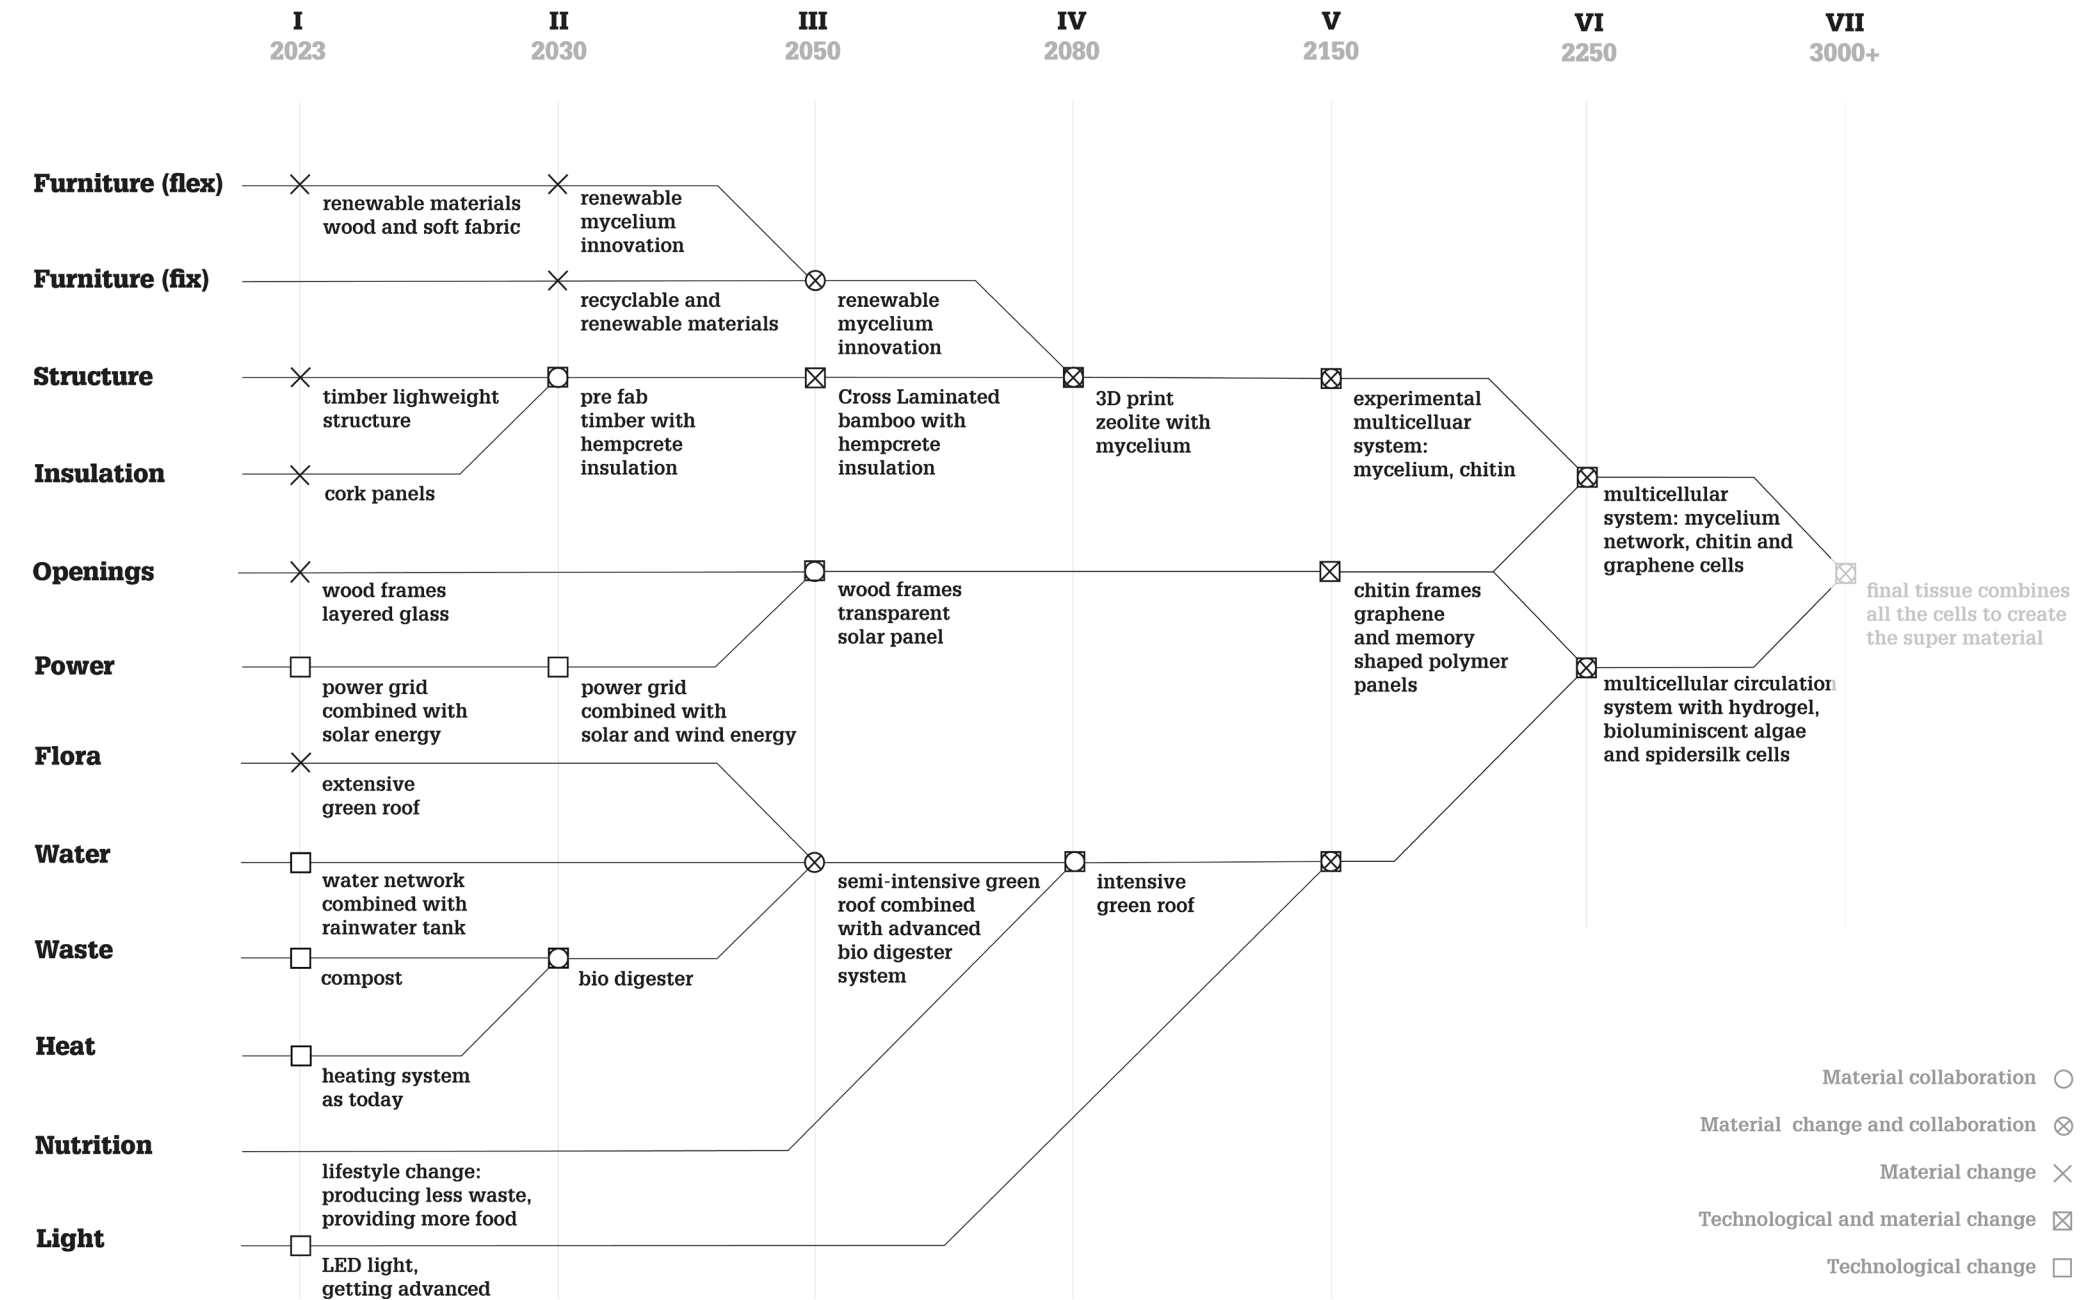 I II III IV V VI VII
2023 2030 2050 2080 2150 2250 3000+
Furniture (flex)
renewable materials
wood and soft fabric
renewable
mycelium
innovation
Furniture (fix)
recyclable and
renewable materials
renewable
mycelium
innovation
Structure
timber lighweight
structure
pre fab
timber with
hempcrete
insulation
Cross Laminated
bamboo with
hempcrete
insulation
3D print
zeolite with
mycelium
experimental
multicelluar
system:
mycelium, chitin
Insulation
cork panels
multicellular
system: mycelium
network, chitin and
graphene cells
Openings
wood frames
layered glass
wood frames
transparent
solar panel
chitin frames
graphene
and memory
shaped polymer
panels
final tissue combines
all the cells to create
the super material
Power
power grid
combined with
solar energy
power grid
combined with
solar and wind energy
multicellular circulation
system with hydrogel,
bioluminiscent algae
and spidersilk cells
Flora
extensive
green roof
Water
water network
combined with
rainwater tank
semi-intensive green
roof combined
with advanced
bio digester
system
intensive
green roof
Waste
compost
bio digester
Heat
heating system
as today
Nutrition
lifestyle change:
producing less waste,
providing more food
Light
LED light,
getting advanced
Material collaboration
Material change and collaboration
Material change
Technological and material change
Technological change